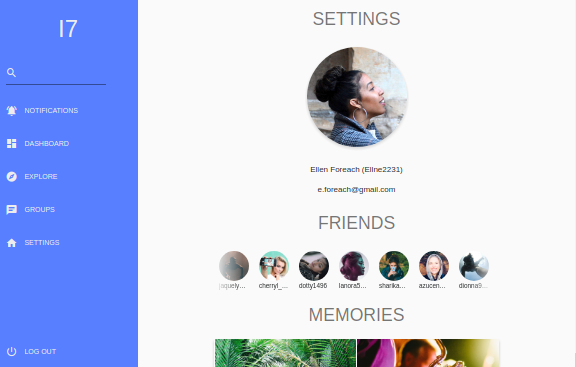 I7
NOTIFICATIONS
DASHBOARD
EXPLORE
GROUPS
SETTINGS
LOG OUT
SETTINGS
Ellen Foreach (Eline2231)
e.foreach@gmail.com
FRIENDS
jaquely... cherryl_... dotty1496 lanora5... sharika... azucen... dionna9...
MEMORIES